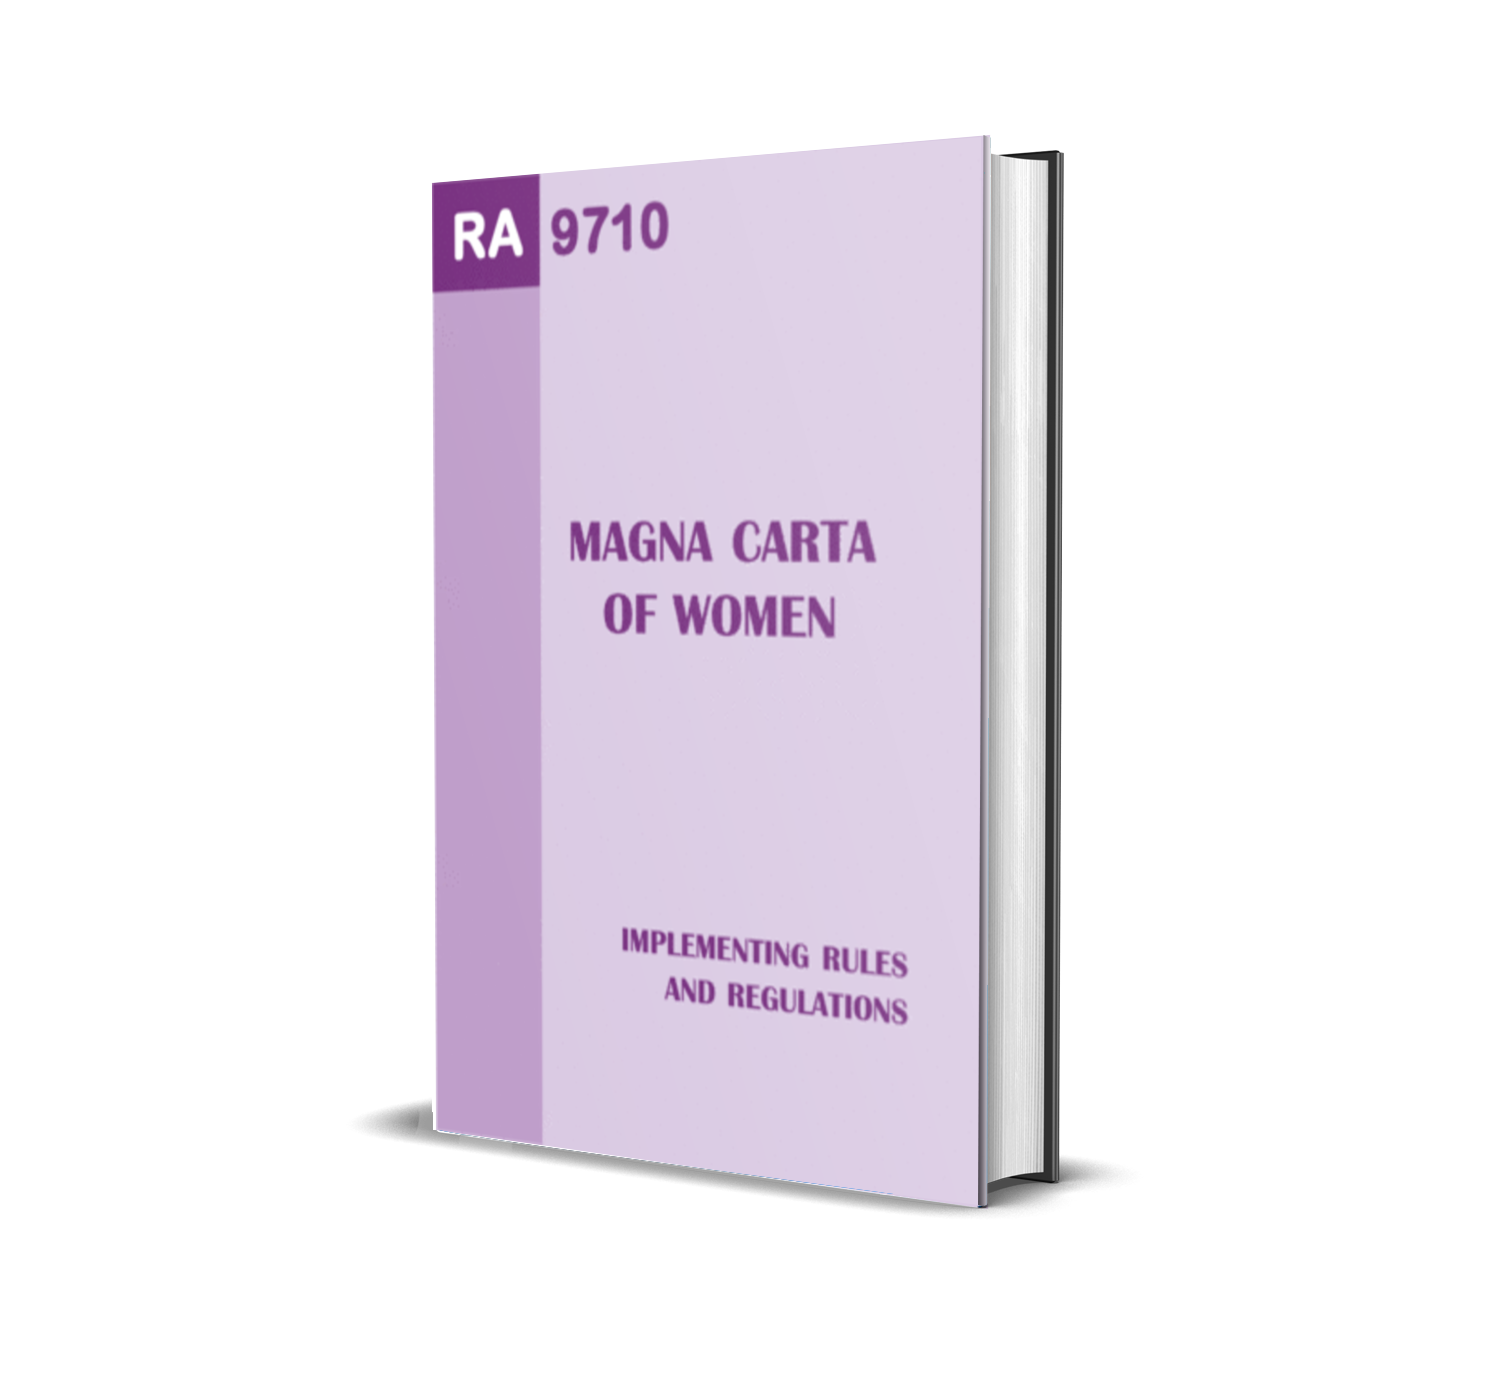 RA 9710
MAGNA CARTA
OF WOMEN
IMPLEMENTING RULES
AND REGULATIONS